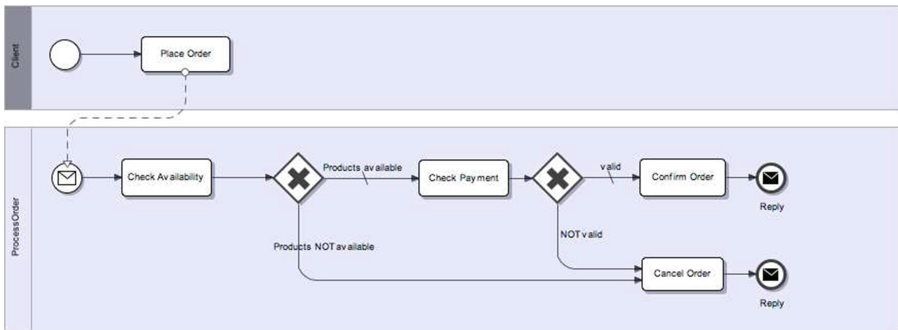 Client
Place Order
ProcessOrder
Check Availability
Products available
Check Payment
valid
Confirm Order
Reply
Products NOT available
NOT valid
Cancel Order
Reply